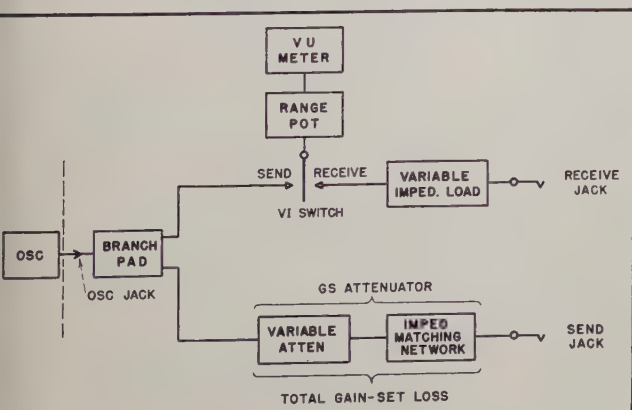 VU
METER
RANGE
POT
SEND RECEIVE
VI SWITCH
VARIABLE
IMPED. LOAD
RECEIVE
JACK
OSC
BRANCH
PAD
OSC JACK
GS ATTENUATOR
VARIABLE
ATTEN
IMPED
MATCHING
NETWORK
SEND
JACK
TOTAL GAIN-SET LOSS